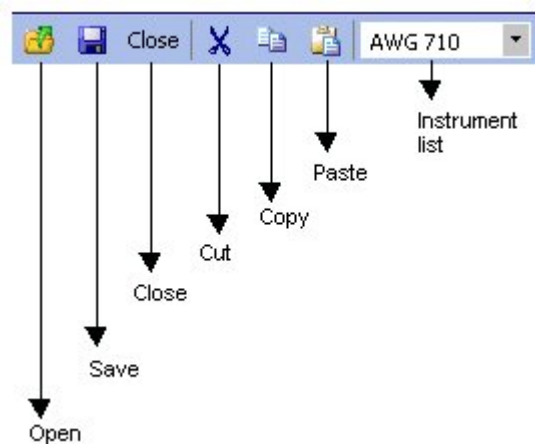 Close
AWG 710
Instrument
list
Paste
Copy
Cut
Close
Save
Open